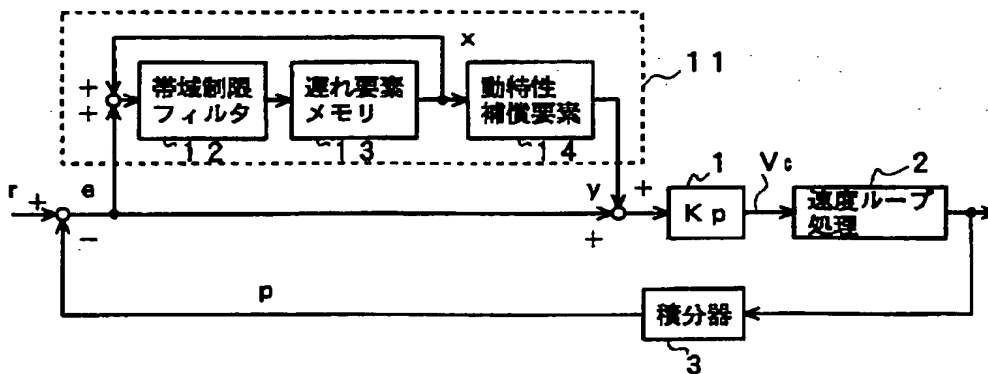 x
11
+
+
帯域制限
フィルタ
遅れ要素
メモリ
動特性
補償要素
12
13
14
r
+
e
y
+
1
Vc
2
−
+
Kp
速度ループ
処理
p
積分器
3